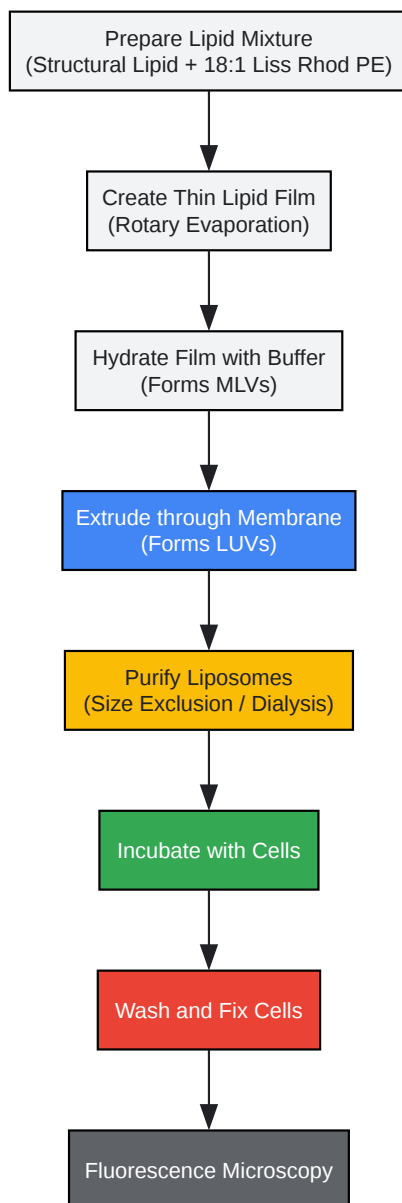 Prepare Lipid Mixture
(Structural Lipid + 18:1 Liss Rhod PE)
Create Thin Lipid Film
(Rotary Evaporation)
Hydrate Film with Buffer
(Forms MLVs)
Extrude through Membrane
(Forms LUVs)
Purify Liposomes
(Size Exclusion / Dialysis)
Incubate with Cells
Wash and Fix Cells
Fluorescence Microscopy